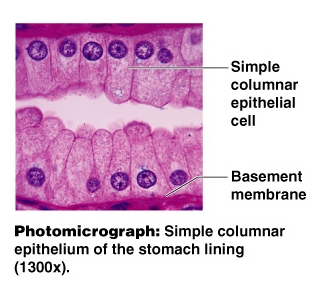 Simple
columnar
epithelial
cell
Basement
membrane
Photomicrograph: Simple columnar
epithelium of the stomach lining
(1300x).